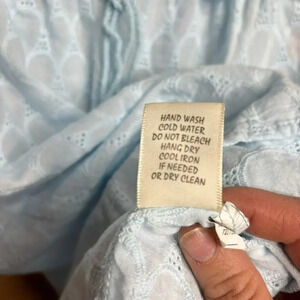 HAND WASH
COLD WATER
DO NOT BLEACH
HANG DRY
COOL IRON
IF NEEDED
OR DRY CLEAN